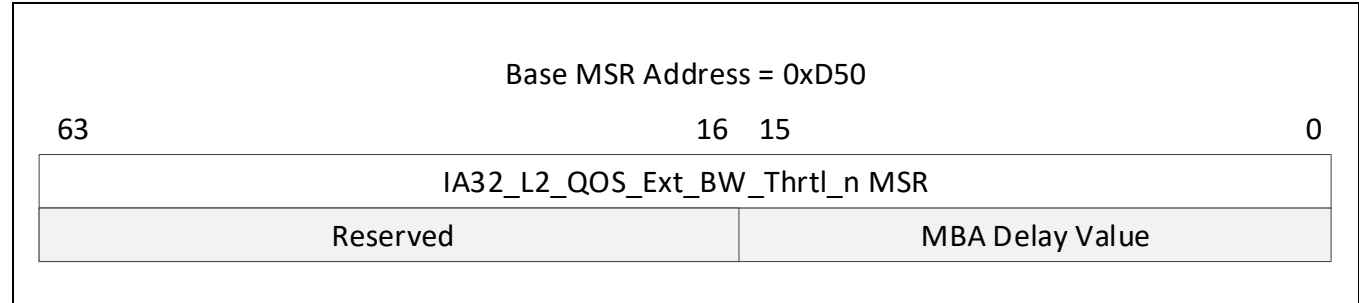 Base MSR Address = 0xD50
63 16 15 0
IA32_L2_QOS_Ext_BW_Thrtl_n MSR
Reserved MBA Delay Value